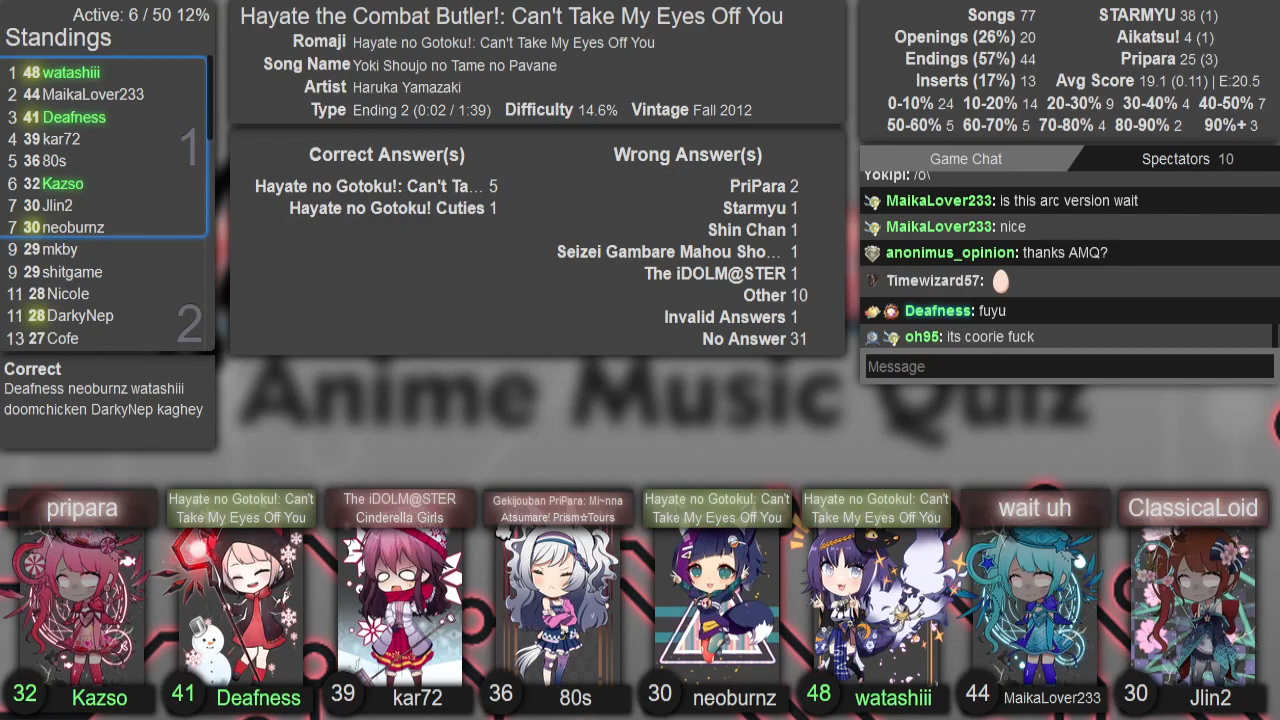 Active: 6 / 50 12%
Standings
1 48 watashiii
2 44 MaikaLover233
3 41 Deafness
4 39 kar72
5 36 80s
6 32 Kazso
7 30 Jlin2
7 30 neoburnz
1
9 29 mkby
9 29 shitgame
11 28 Nicole
11 28 DarkyNep
13 27 Cofe
2
Correct
Deafness neoburnz watashiii
doomchicken DarkyNep kaghey
Hayate the Combat Butler!: Can't Take My Eyes Off You
Romaji Hayate no Gotoku!: Can't Take My Eyes Off You
Song Name Yoki Shoujo no Tame no Pavane
Artist Haruka Yamazaki
Type Ending 2 (0:02 / 1:39) Difficulty 14.6% Vintage Fall 2012
Correct Answer(s)
Hayate no Gotoku!: Can't Ta... 5
Hayate no Gotoku! Cuties 1
Wrong Answer(s)
PriPara 2
Starmyu 1
Shin Chan 1
Seizei Gambare Mahou Sho... 1
The iDOLM@STER 1
Other 10
Invalid Answers 1
No Answer 31
Songs 77 STARMYU 38 (1)
Openings (26%) 20 Aikatsu! 4 (1)
Endings (57%) 44 Pripara 25 (3)
Inserts (17%) 13 Avg Score 19.1 (0.11) | E:20.5
0-10% 24 10-20% 14 20-30% 9 30-40% 4 40-50% 7
50-60% 5 60-70% 5 70-80% 4 80-90% 2 90%+ 3
Game Chat Spectators 10
Yokipi: /o\
MaikaLover233: is this arc version wait
MaikaLover233: nice
anonimus_opinion: thanks AMQ?
Timewizard57:
Deafness: fuyu
oh95: its coorie fuck
Message
Anime Music Quiz
pripara
Hayate no Gotoku!: Can't
Take My Eyes Off You
The iDOLM@STER
Cinderella Girls
Gekijouban PriPara: Mi~nna
Atsumare! Prism☆Tours
Hayate no Gotoku!: Can't
Take My Eyes Off You
Hayate no Gotoku!: Can't
Take My Eyes Off You
wait uh
ClassicaLoid
32 Kazso
41 Deafness
39 kar72
36 80s
30 neoburnz
48 watashiii
44 MaikaLover233
30 Jlin2